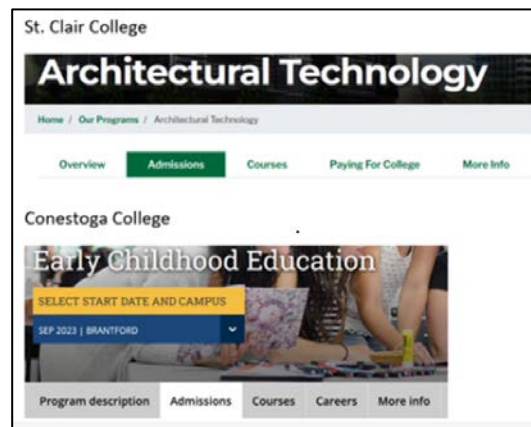 St. Clair College
Architectural Technology
Home / Our Programs / Architectural Technology
Overview Admissions Courses Paying For College More Info
Conestoga College
Early Childhood Education
SELECT START DATE AND CAMPUS
SEP 2023 | BRANTFORD
Program description Admissions Courses Careers More info